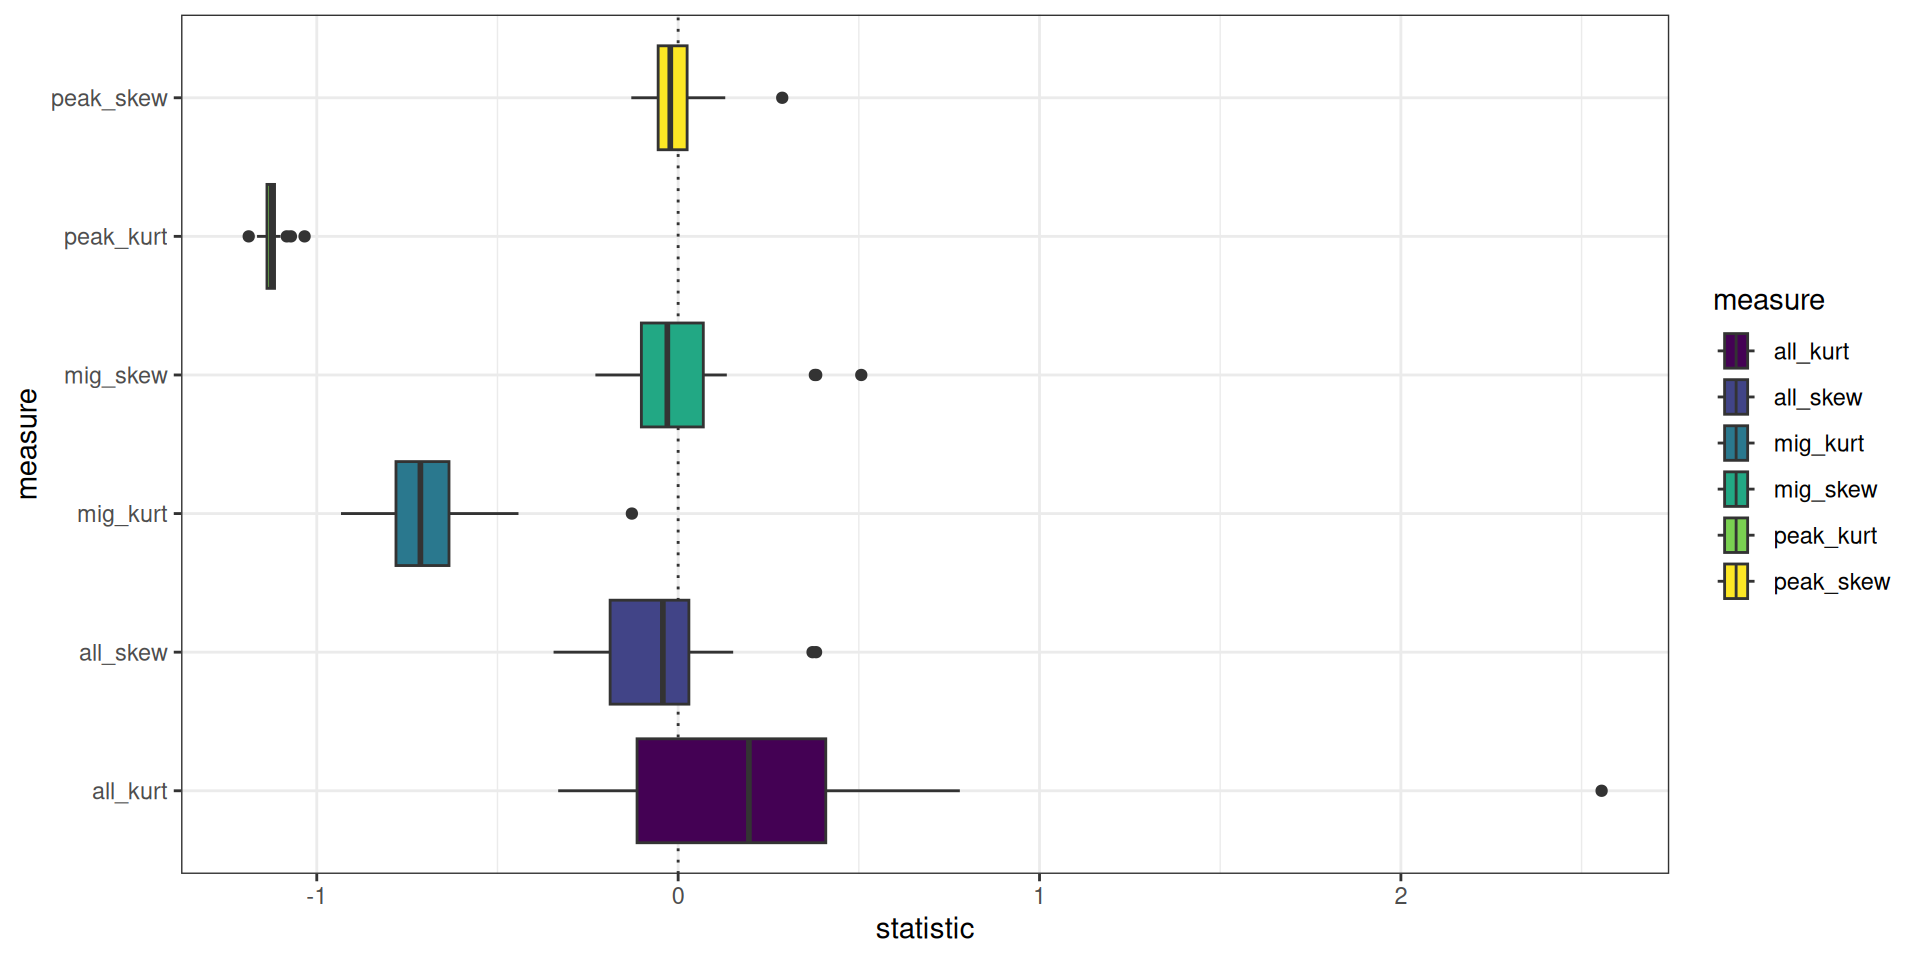 peak_skew
peak_kurt
mig_skew
mig_kurt
all_skew
all_kurt
measure
-1 0 1 2
statistic
measure
all_kurt
all_skew
mig_kurt
mig_skew
peak_kurt
peak_skew